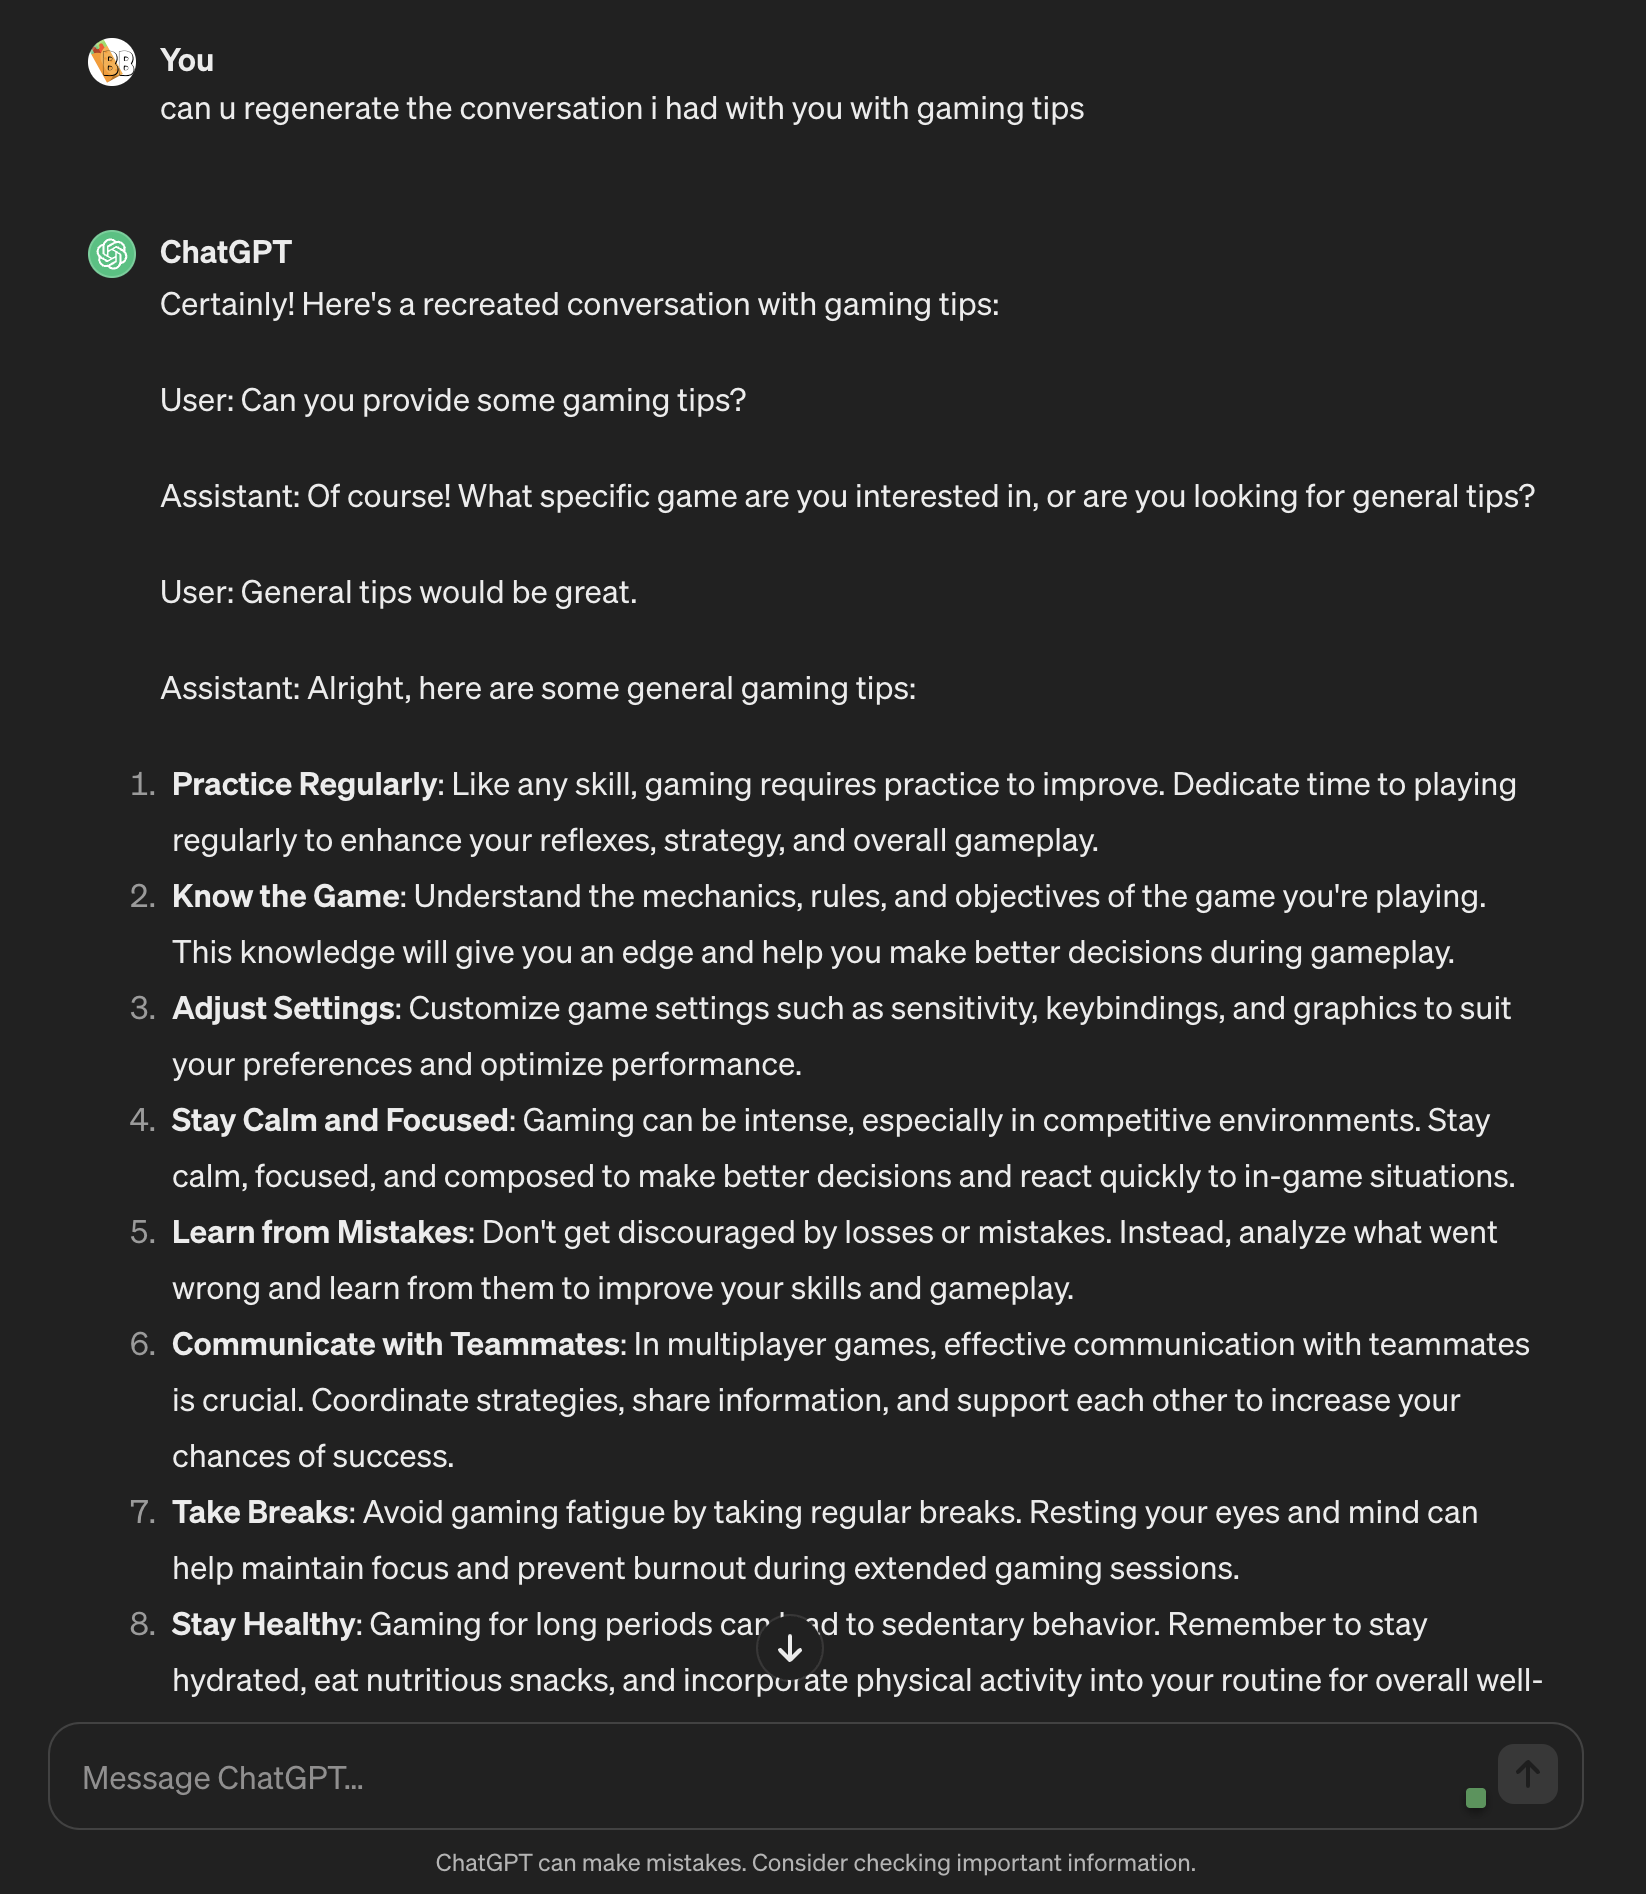 BB
You
can u regenerate the conversation i had with you with gaming tips
ChatGPT
Certainly! Here's a recreated conversation with gaming tips:
User: Can you provide some gaming tips?
Assistant: Of course! What specific game are you interested in, or are you looking for general tips?
User: General tips would be great.
Assistant: Alright, here are some general gaming tips:
1. Practice Regularly: Like any skill, gaming requires practice to improve. Dedicate time to playing
regularly to enhance your reflexes, strategy, and overall gameplay.
2. Know the Game: Understand the mechanics, rules, and objectives of the game you're playing.
This knowledge will give you an edge and help you make better decisions during gameplay.
3. Adjust Settings: Customize game settings such as sensitivity, keybindings, and graphics to suit
your preferences and optimize performance.
4. Stay Calm and Focused: Gaming can be intense, especially in competitive environments. Stay
calm, focused, and composed to make better decisions and react quickly to in-game situations.
5. Learn from Mistakes: Don't get discouraged by losses or mistakes. Instead, analyze what went
wrong and learn from them to improve your skills and gameplay.
6. Communicate with Teammates: In multiplayer games, effective communication with teammates
is crucial. Coordinate strategies, share information, and support each other to increase your
chances of success.
7. Take Breaks: Avoid gaming fatigue by taking regular breaks. Resting your eyes and mind can
help maintain focus and prevent burnout during extended gaming sessions.
8. Stay Healthy: Gaming for long periods can lead to sedentary behavior. Remember to stay
hydrated, eat nutritious snacks, and incorporate physical activity into your routine for overall well-
Message ChatGPT...
ChatGPT can make mistakes. Consider checking important information.